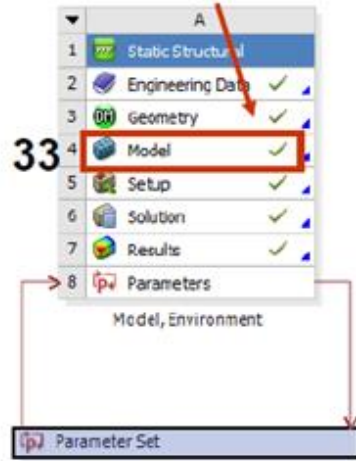 A
1 Static Structural
2 Engineering Data
3 DM Geometry
33 4 Model
5 Setup
6 Solution
7 Results
8 Parameters
Model, Environment
Parameter Set